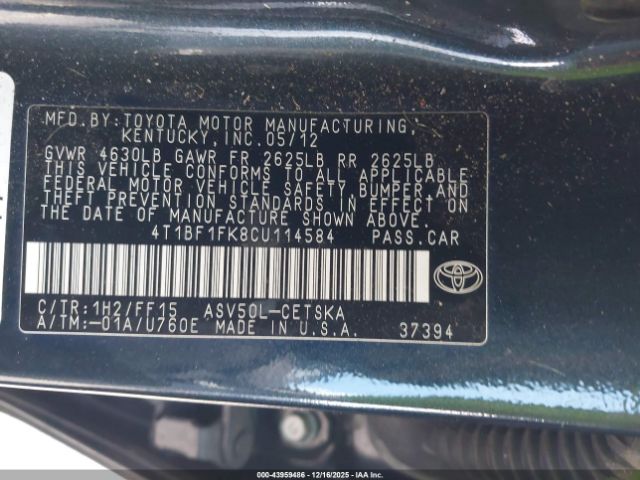 MFD. BY: TOYOTA MOTOR MANUFACTURING,
KENTUCKY, INC. 05/12
GVWR 4630LB GAWR FR 2625LB RR 2625LB
THIS VEHICLE CONFORMS TO ALL APPLICABLE
FEDERAL MOTOR VEHICLE SAFETY, BUMPER AND
THEFT PREVENTION STANDARDS IN EFFECT ON
THE DATE OF MANUFACTURE SHOWN ABOVE.
4T1BF1FK8CU114584 PASS.CAR
C/TR:1H2/FF15 ASV50L-CETSKA
A/TM:-01A/U760E MADE IN U.S.A. 37394
000-43959486 - 12/16/2025 - IAAI CA